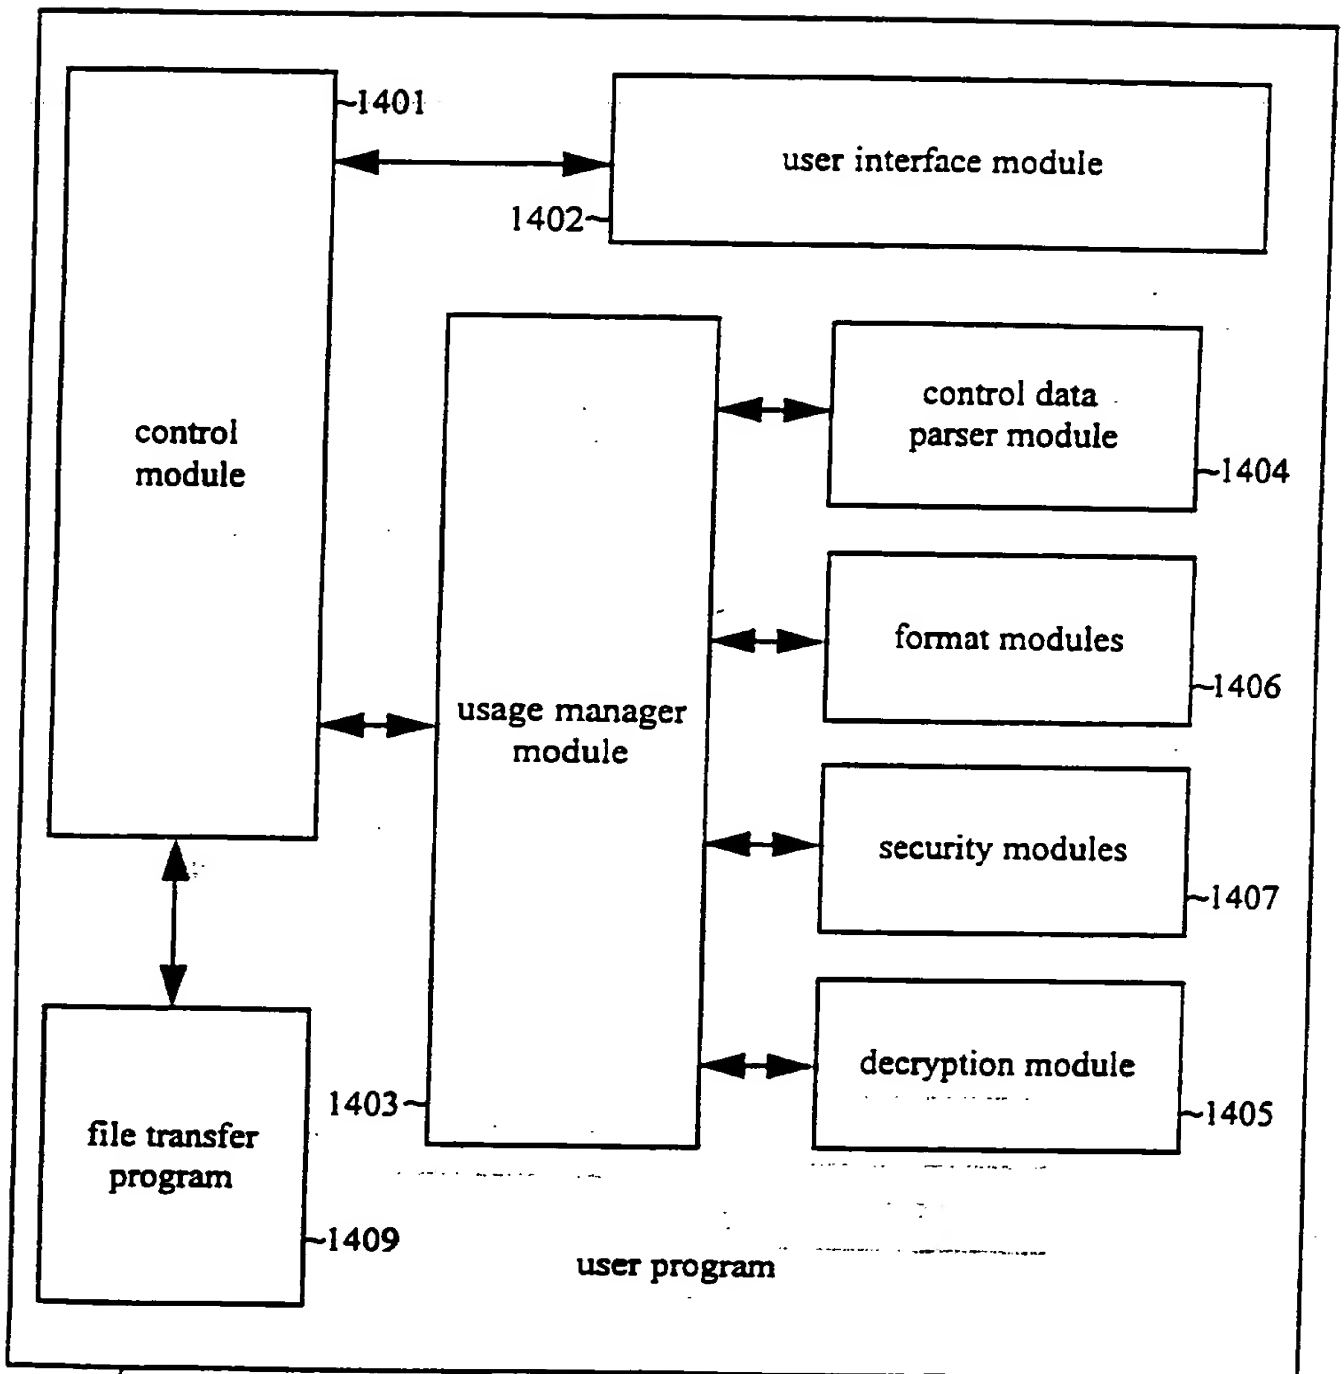 1401
user interface module
1402
control
module
control data
parser module
1404
format modules
1406
usage manager
module
security modules
1407
decryption module
1405
1403
file transfer
program
1409
user program